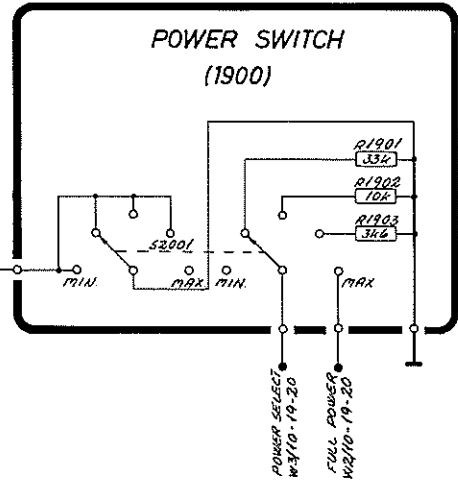 POWER SWITCH
(1900)
R1901
33k
R1902
10k
R1903
3k6
S2001
MIN.
MAX
MIN.
MAX
POWER SELECT
W3/10-19-20
FULL POWER
W2/10-19-20